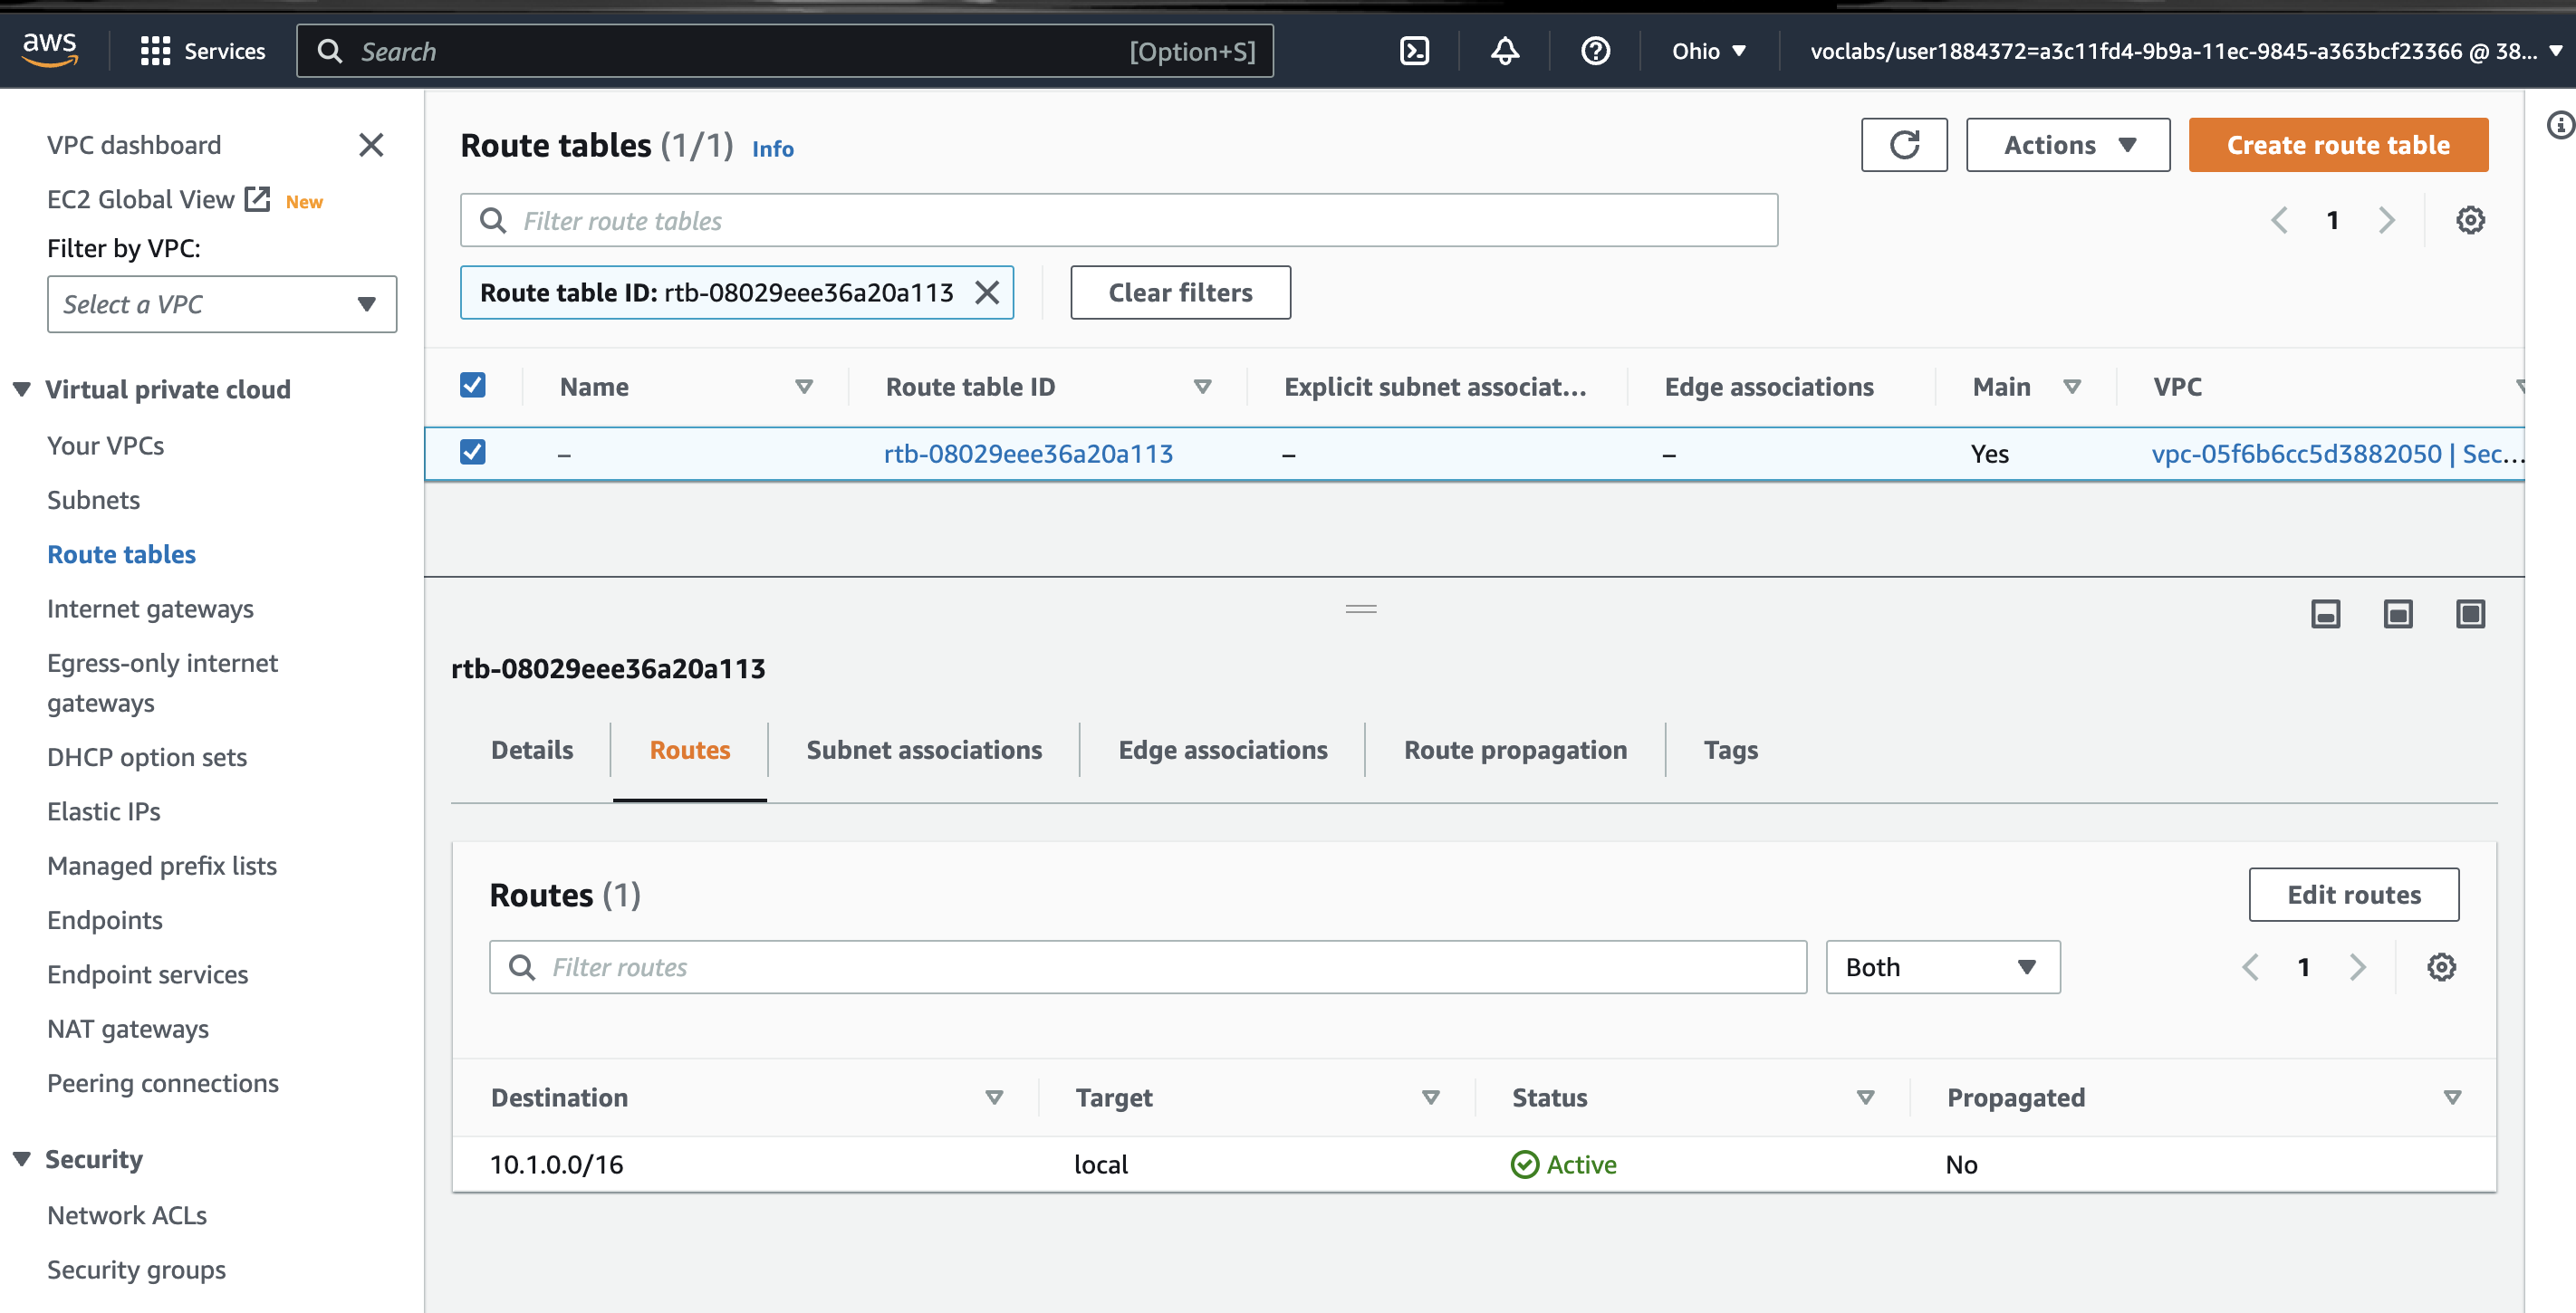 aws
Services
Search [Option+S]
Ohio
voclabs/user1884372=a3c11fd4-9b9a-11ec-9845-a363bcf23366 @ 38...
VPC dashboard
EC2 Global View New
Filter by VPC:
Select a VPC
Virtual private cloud
Your VPCs
Subnets
Route tables
Internet gateways
Egress-only internet
gateways
DHCP option sets
Elastic IPs
Managed prefix lists
Endpoints
Endpoint services
NAT gateways
Peering connections
Security
Network ACLs
Security groups
Route tables (1/1) Info
Actions
Create route table
Filter route tables
1
Route table ID: rtb-08029eee36a20a113
Clear filters
Name Route table ID Explicit subnet associat... Edge associations Main VPC
– rtb-08029eee36a20a113 – – Yes vpc-05f6b6cc5d3882050 | Sec...
rtb-08029eee36a20a113
Details Routes Subnet associations Edge associations Route propagation Tags
Routes (1)
Edit routes
Filter routes
Both
1
Destination Target Status Propagated
10.1.0.0/16 local Active No